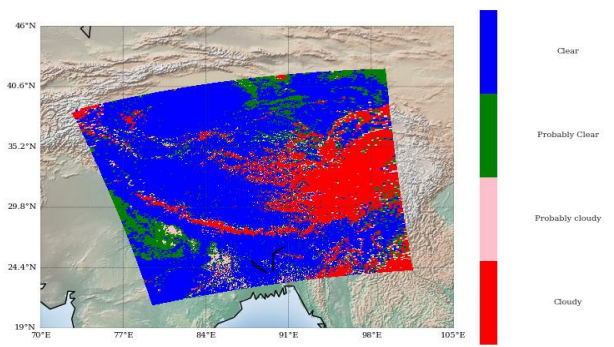 46°N
40.6°N
35.2°N
29.8°N
24.4°N
19°N
70°E 77°E 84°E 91°E 98°E 105°E
Clear
Probably Clear
Probably cloudy
Cloudy